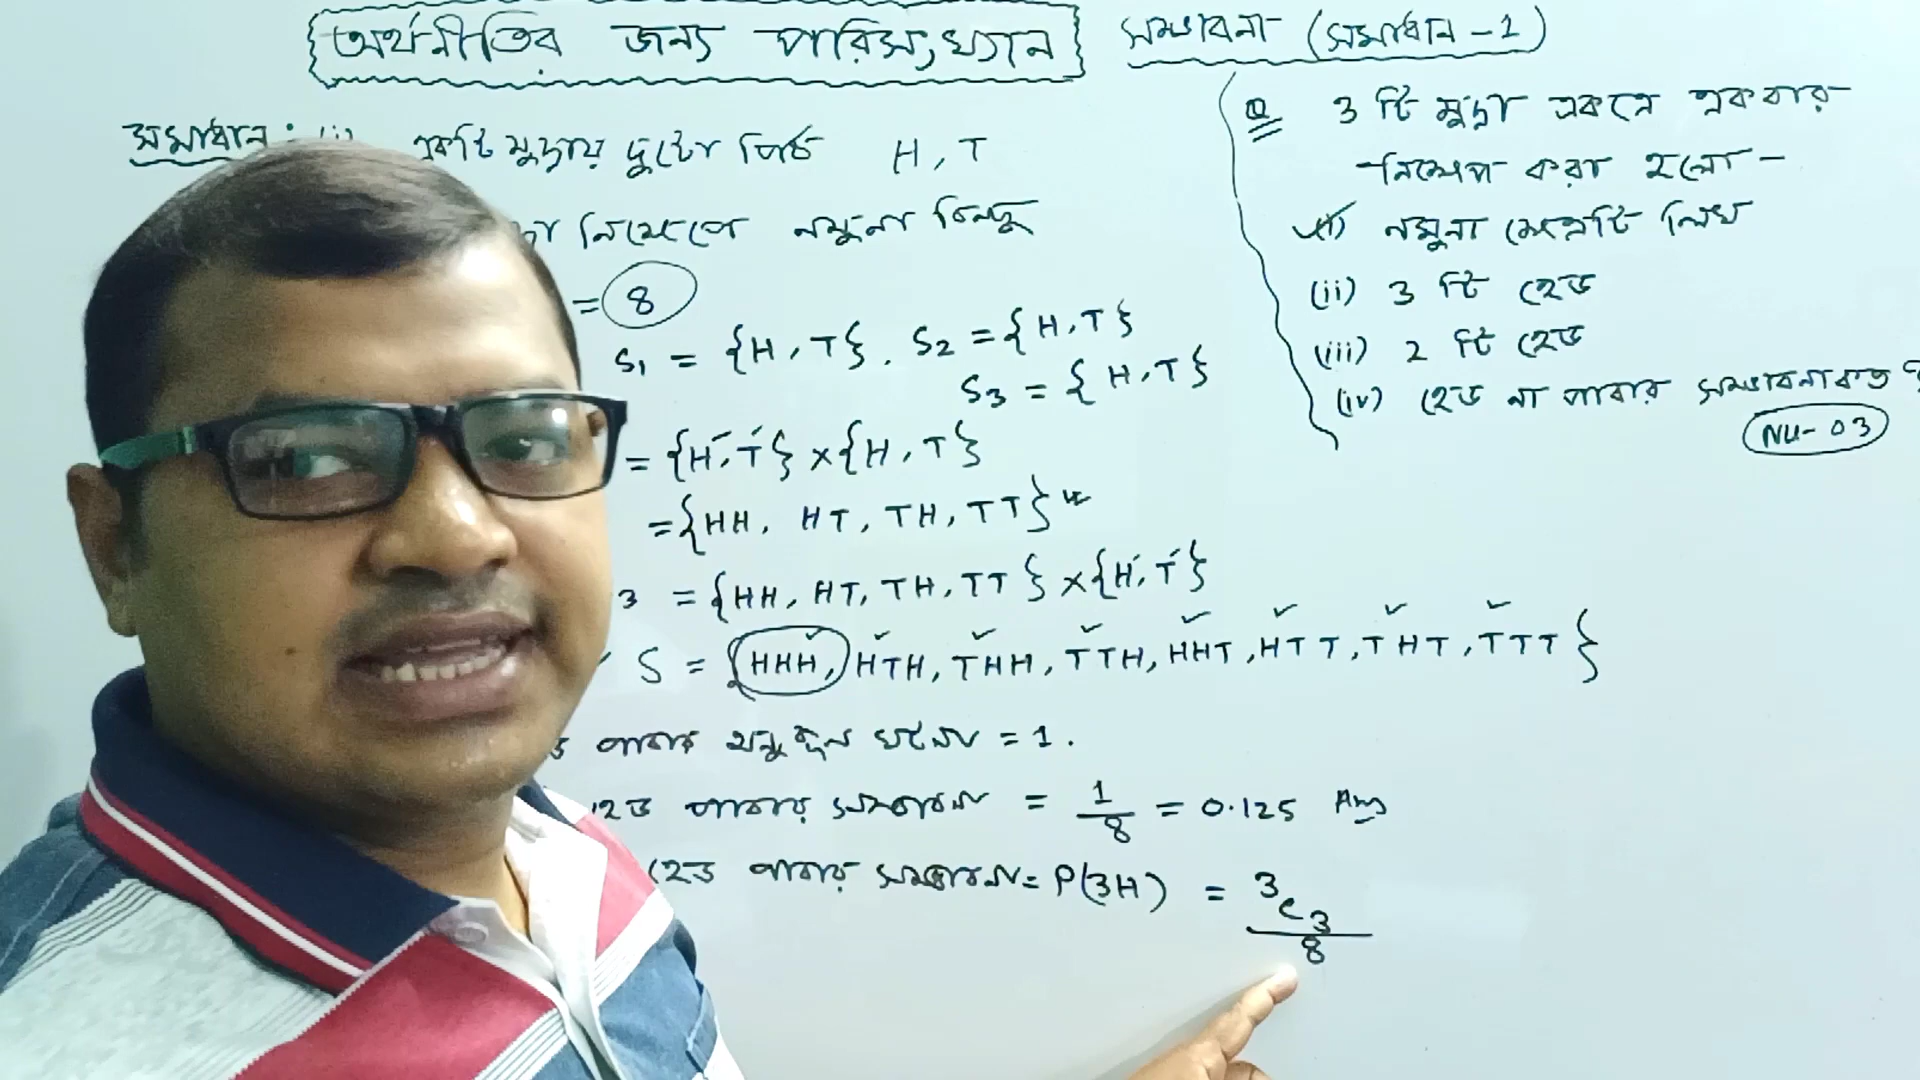 অর্থনীতির জন্য পরিসংখ্যান
সম্ভাবনা (সমাধান -1)
সমাধান : (i) একটি মুদ্রায় দুটো পিঠ H, T
নিক্ষেপে নমুনা বিন্দু
= 8
S₁ = {H, T}. S₂ = {H, T}
S₃ = {H, T}
= {H, T} × {H, T}
= {HH, HT, TH, TT}
3 = {HH, HT, TH, TT} × {H, T}
S = {HHH, HTH, THH, TTH, HHT, HTT, THT, TTT}
পাবার অনুকূল ঘটনা = 1.
হেড পাবার সম্ভাবনা = 1/8 = 0.125 Ans
হেড পাবার সম্ভাবনা = P(3H) = ³C₃/8
Q 3 টি মুদ্রা একত্রে একবার
নিক্ষেপ করা হলো-
(i) নমুনা ক্ষেত্রটি লিখ
(ii) 3 টি হেড
(iii) 2 টি হেড
(iv) হেড না পাবার সম্ভাবনা কত?
NU-03